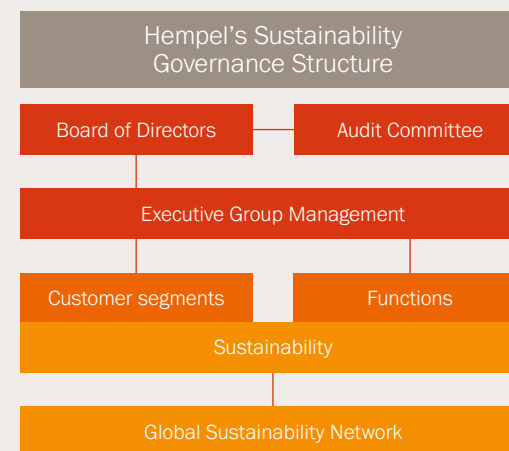 Hempel's Sustainability
Governance Structure
Board of Directors
Audit Committee
Executive Group Management
Customer segments
Functions
Sustainability
Global Sustainability Network